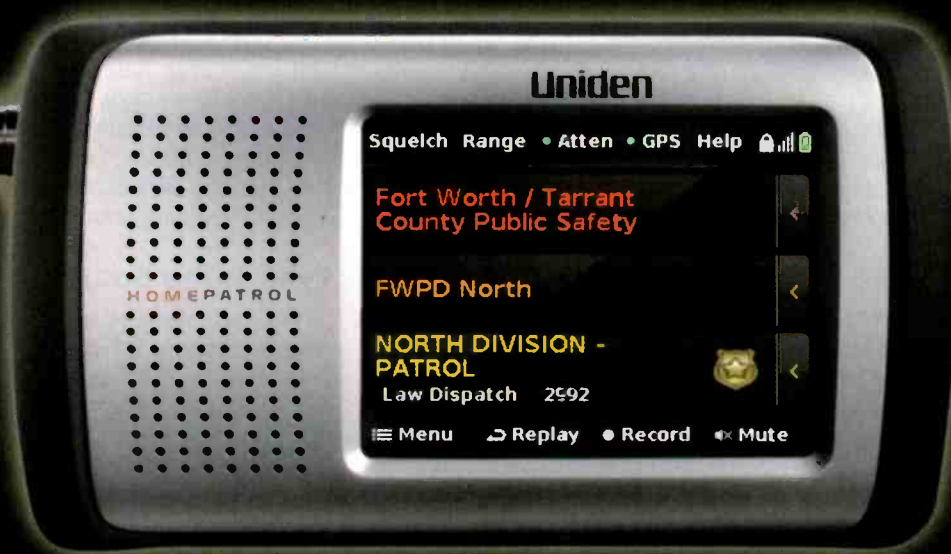 Uniden
Squelch Range • Atten • GPS Help
Fort Worth / Tarrant
County Public Safety
HOMEPATROL
FWPD North
NORTH DIVISION -
PATROL
Law Dispatch 2992
Menu Replay Record Mute